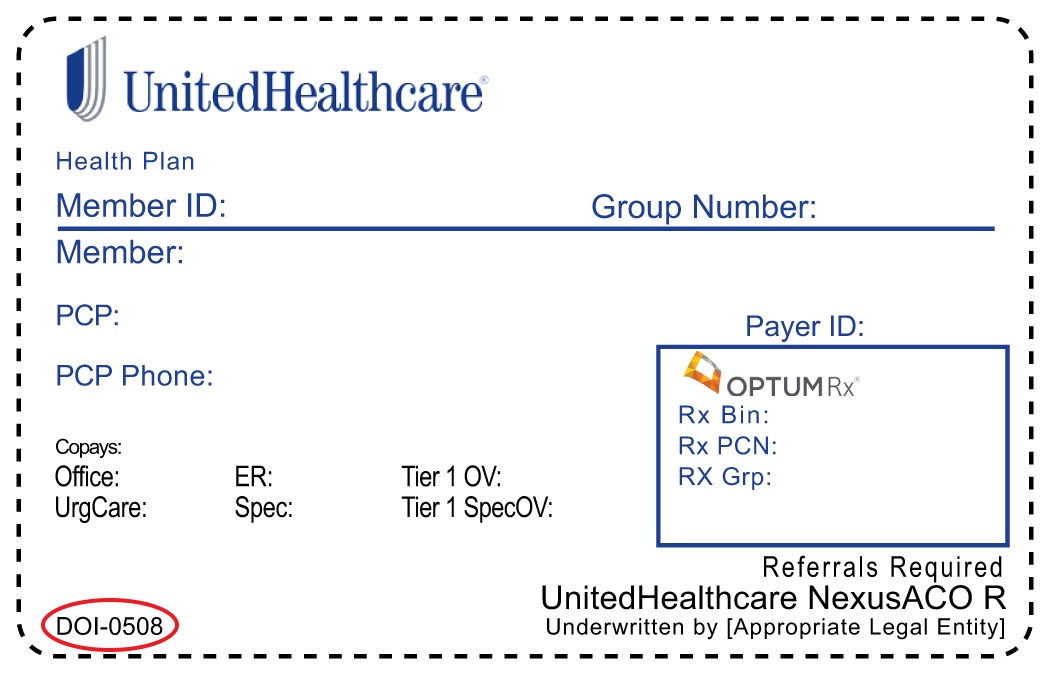 UnitedHealthcare®
Health Plan
Member ID: Group Number:
Member:
PCP:
Payer ID:
PCP Phone:
OPTUMRx®
Rx Bin:
Rx PCN:
RX Grp:
Copays:
Office: ER: Tier 1 OV:
UrgCare: Spec: Tier 1 SpecOV:
Referrals Required
UnitedHealthcare NexusACO R
DOI-0508 Underwritten by [Appropriate Legal Entity]